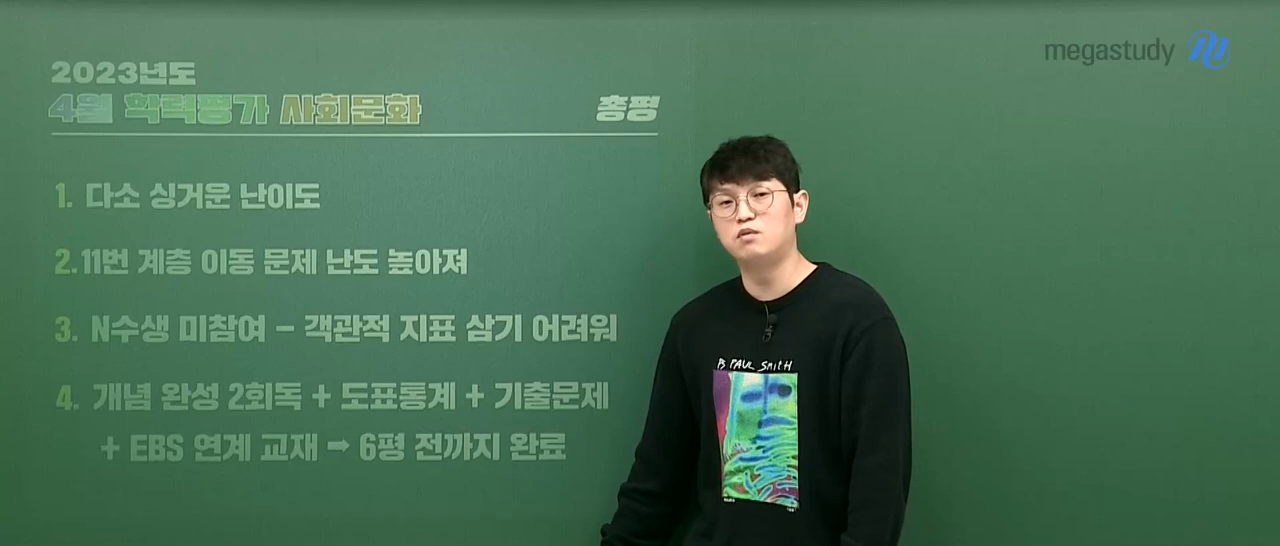 megastudy
2023년도
4월 학력평가 사회문화 총평
1. 다소 싱거운 난이도
2. 11번 계층 이동 문제 난도 높아져
3. N수생 미참여 – 객관적 지표 삼기 어려워
4. 개념 완성 2회독 + 도표통계 + 기출문제
+ EBS 연계 교재 → 6평 전까지 완료
PS PAUL SMITH